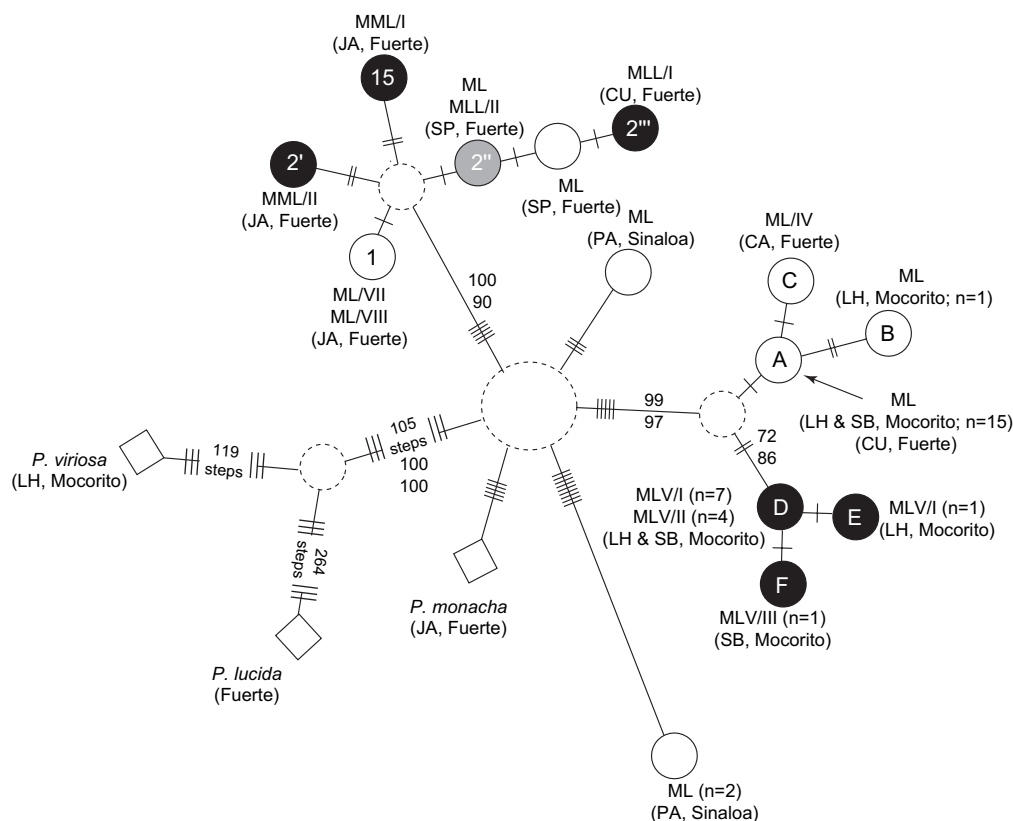 MML/I
(JA, Fuerte)
15
ML
MLL/II
(SP, Fuerte)
MLL/I
(CU, Fuerte)
2'
2"
2"'
MML/II
(JA, Fuerte)
ML
(SP, Fuerte)
1
ML/VII
ML/VIII
(JA, Fuerte)
ML
(PA, Sinaloa)
ML/IV
(CA, Fuerte)
C
ML
(LH, Mocorito; n=1)
B
A
100
90
ML
(LH & SB, Mocorito; n=15)
(CU, Fuerte)
99
97
105
steps
100
100
119
steps
P. viriosa
(LH, Mocorito)
72
86
MLV/I (n=7)
MLV/II (n=4)
(LH & SB, Mocorito)
D
E
MLV/I (n=1)
(LH, Mocorito)
F
MLV/III (n=1)
(SB, Mocorito)
264
steps
P. monacha
(JA, Fuerte)
P. lucida
(Fuerte)
ML (n=2)
(PA, Sinaloa)